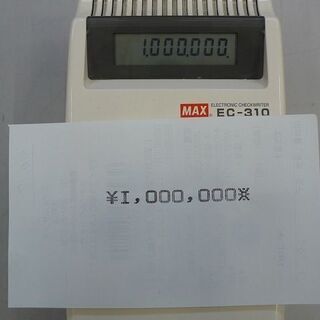 1,000,000.
MAX ELECTRONIC CHECKWRITER
EC-310
¥1,000,000※